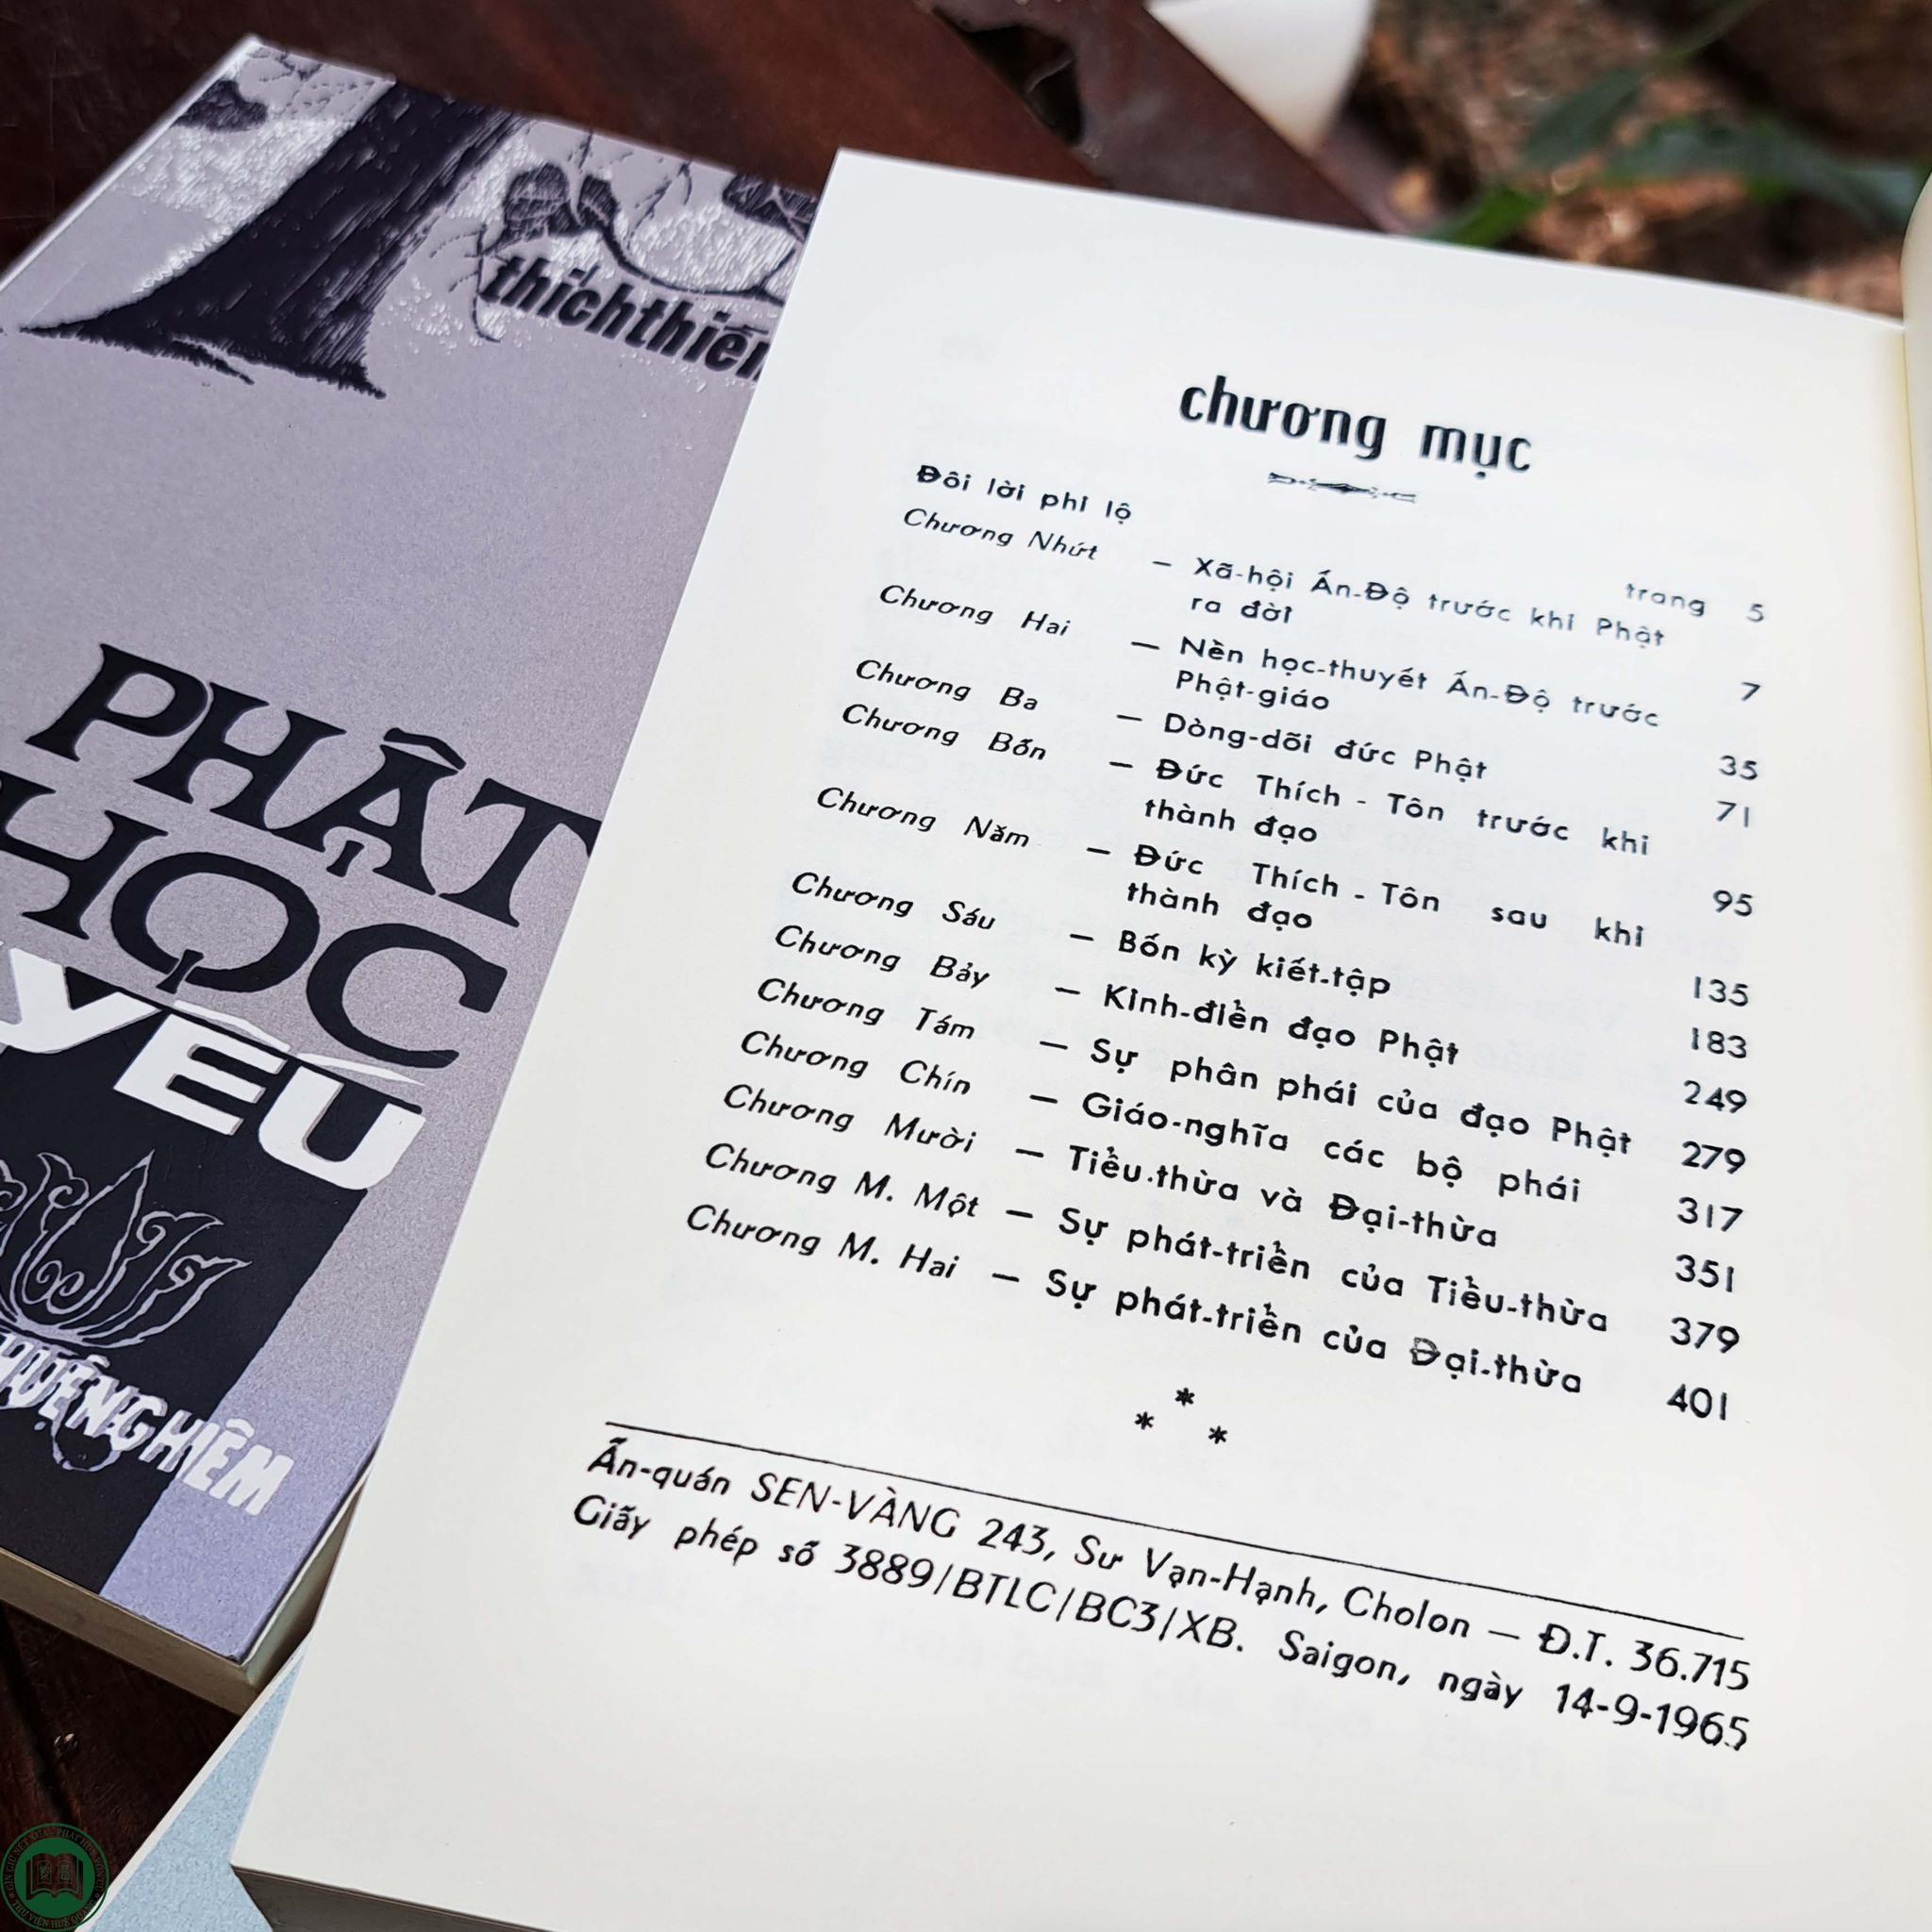 thíchthiền
PHẬT
HỌC
YẾU
TUỆNGHIÊM
chương mục
Đôi lời phi lộ trang 5
Chương Nhứt — Xã-hội Ấn-Độ trước khi Phật
ra đời 7
Chương Hai — Nền học-thuyết Ấn-Độ trước
Phật-giáo 35
Chương Ba — Dòng-dõi đức Phật 71
Chương Bốn — Đức Thích - Tôn trước khi
thành đạo 95
Chương Năm — Đức Thích - Tôn sau khi
thành đạo 135
Chương Sáu — Bốn kỳ kiết-tập 183
Chương Bảy — Kinh-điển đạo Phật 249
Chương Tám — Sự phân phái của đạo Phật 279
Chương Chín — Giáo-nghĩa các bộ phái 317
Chương Mười — Tiểu-thừa và Đại-thừa 351
Chương M. Một — Sự phát-triển của Tiểu-thừa 379
Chương M. Hai — Sự phát-triển của Đại-thừa 401
* * *
Ấn-quán SEN-VÀNG 243, Sư Vạn-Hạnh, Cholon — Đ.T. 36.715
Giấy phép số 3889/BTLC/BC3/XB. Saigon, ngày 14-9-1965